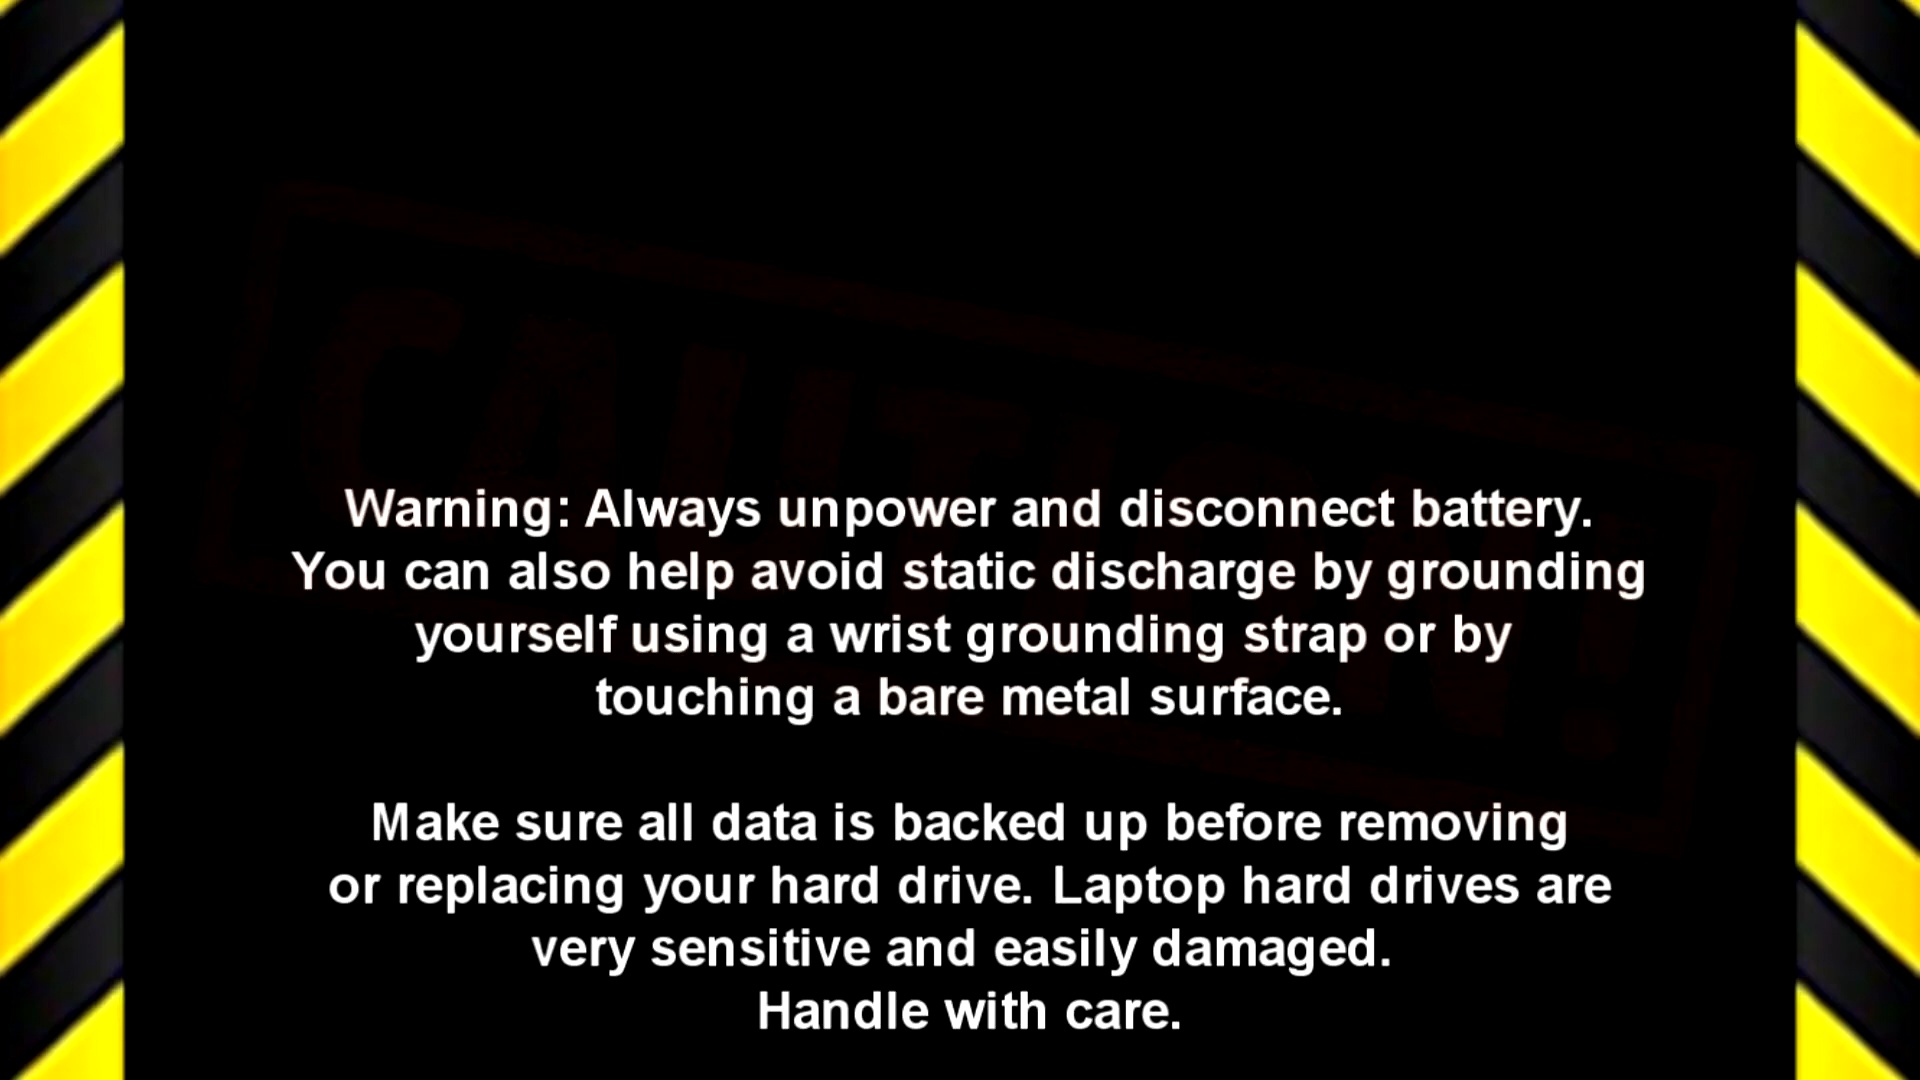 CAUTION!
Warning: Always unpower and disconnect battery.
You can also help avoid static discharge by grounding
yourself using a wrist grounding strap or by
touching a bare metal surface.
Make sure all data is backed up before removing
or replacing your hard drive. Laptop hard drives are
very sensitive and easily damaged.
Handle with care.